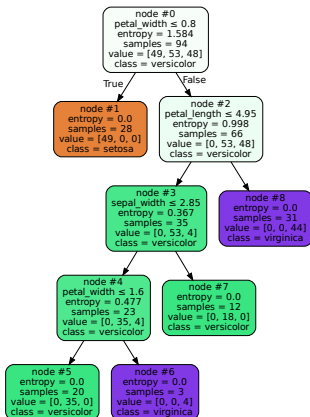 node #0
petal_width ≤ 0.8
entropy = 1.584
samples = 94
value = [49, 53, 48]
class = versicolor
True
False
node #1
entropy = 0.0
samples = 28
value = [49, 0, 0]
class = setosa
node #2
petal_length ≤ 4.95
entropy = 0.998
samples = 66
value = [0, 53, 48]
class = versicolor
node #3
sepal_width ≤ 2.85
entropy = 0.367
samples = 35
value = [0, 53, 4]
class = versicolor
node #8
entropy = 0.0
samples = 31
value = [0, 0, 44]
class = virginica
node #4
petal_width ≤ 1.6
entropy = 0.477
samples = 23
value = [0, 35, 4]
class = versicolor
node #7
entropy = 0.0
samples = 12
value = [0, 18, 0]
class = versicolor
node #5
entropy = 0.0
samples = 20
value = [0, 35, 0]
class = versicolor
node #6
entropy = 0.0
samples = 3
value = [0, 0, 4]
class = virginica